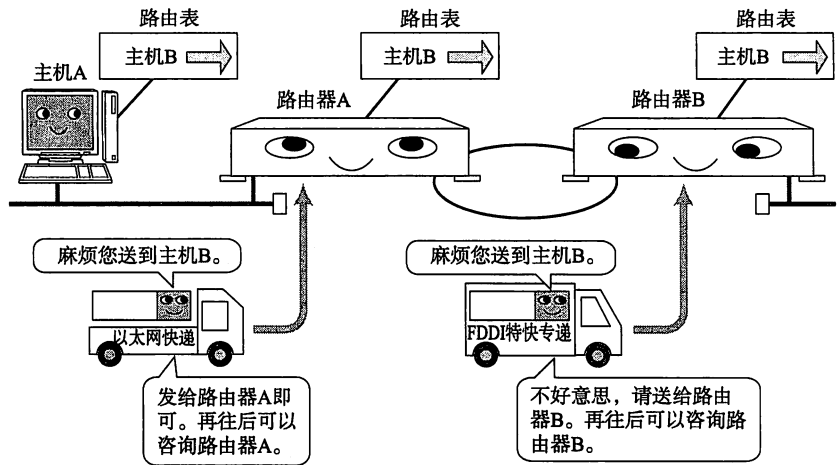 路由表
路由表
路由表
主机B
主机B
主机B
主机A
路由器A
路由器B
麻烦您送到主机B。
麻烦您送到主机B。
以太网快递
FDDI特快专递
发给路由器A即
可。再往后可以
咨询路由器A。
不好意思，请送给路由
器B。再往后可以咨询路
由器B。